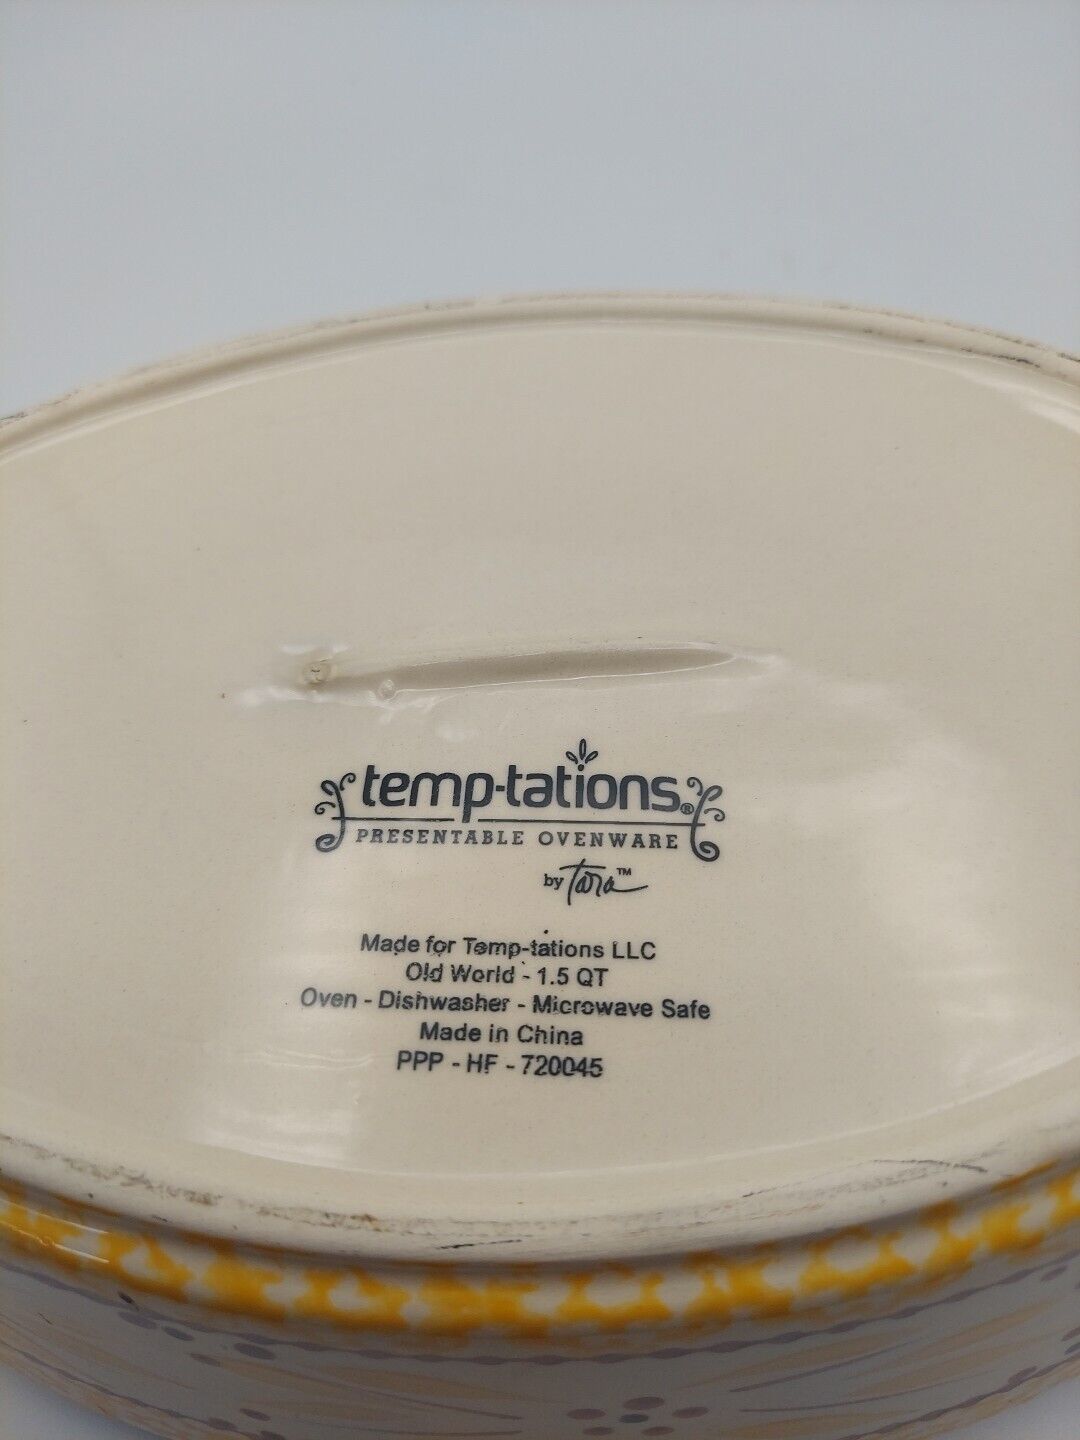 temp-tations®
PRESENTABLE OVENWARE
by Tara™
Made for Temp-tations LLC
Old World - 1.5 QT
Oven - Dishwasher - Microwave Safe
Made in China
PPP - HF - 720045